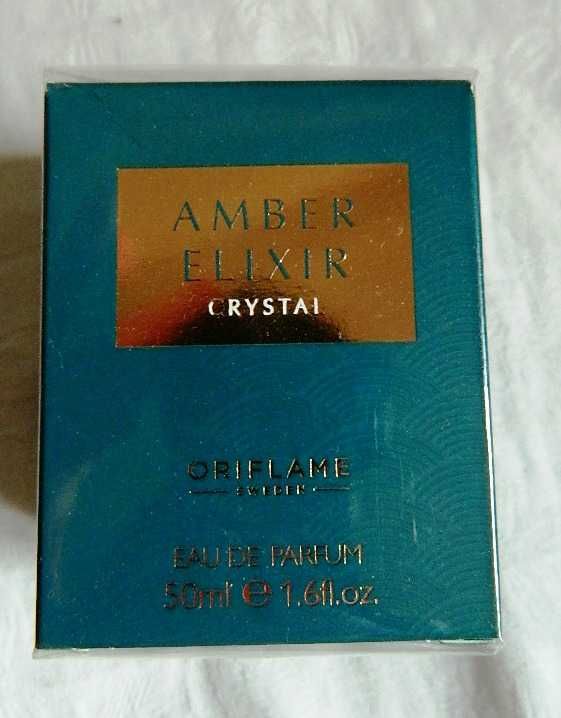 AMBER
ELIXIR
CRYSTAL
ORIFLAME
SWEDEN
EAU DE PARFUM
50ml e 1.6fl.oz.